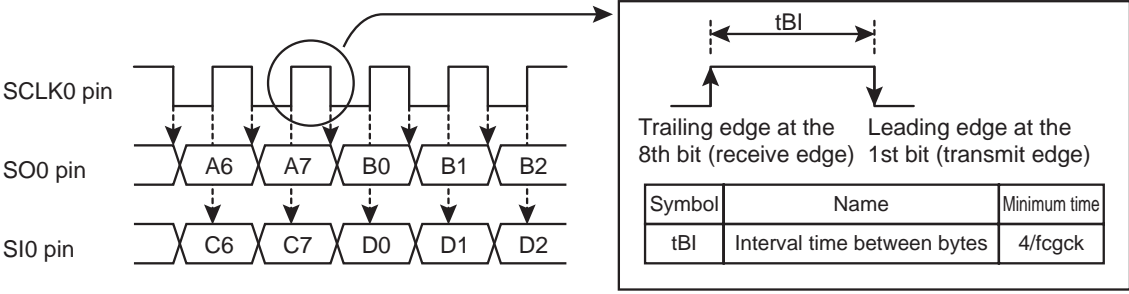 tBI
SCLK0 pin
Trailing edge at the
8th bit (receive edge)
Leading edge at the
1st bit (transmit edge)
SO0 pin
A6 A7 B0 B1 B2
SI0 pin
C6 C7 D0 D1 D2
Symbol Name Minimum time
tBI Interval time between bytes 4/fcgck